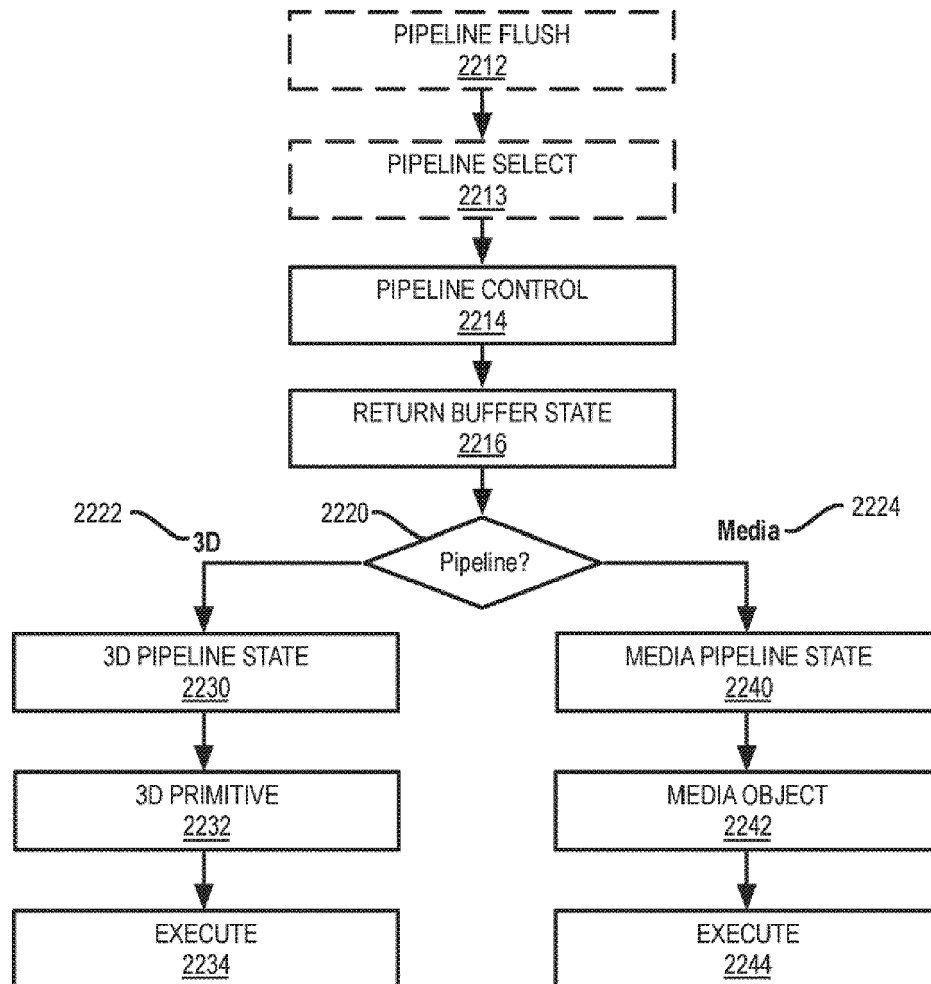 PIPELINE FLUSH
2212
PIPELINE SELECT
2213
PIPELINE CONTROL
2214
RETURN BUFFER STATE
2216
2222
3D
2220
Pipeline?
Media
2224
3D PIPELINE STATE
2230
MEDIA PIPELINE STATE
2240
3D PRIMITIVE
2232
MEDIA OBJECT
2242
EXECUTE
2234
EXECUTE
2244